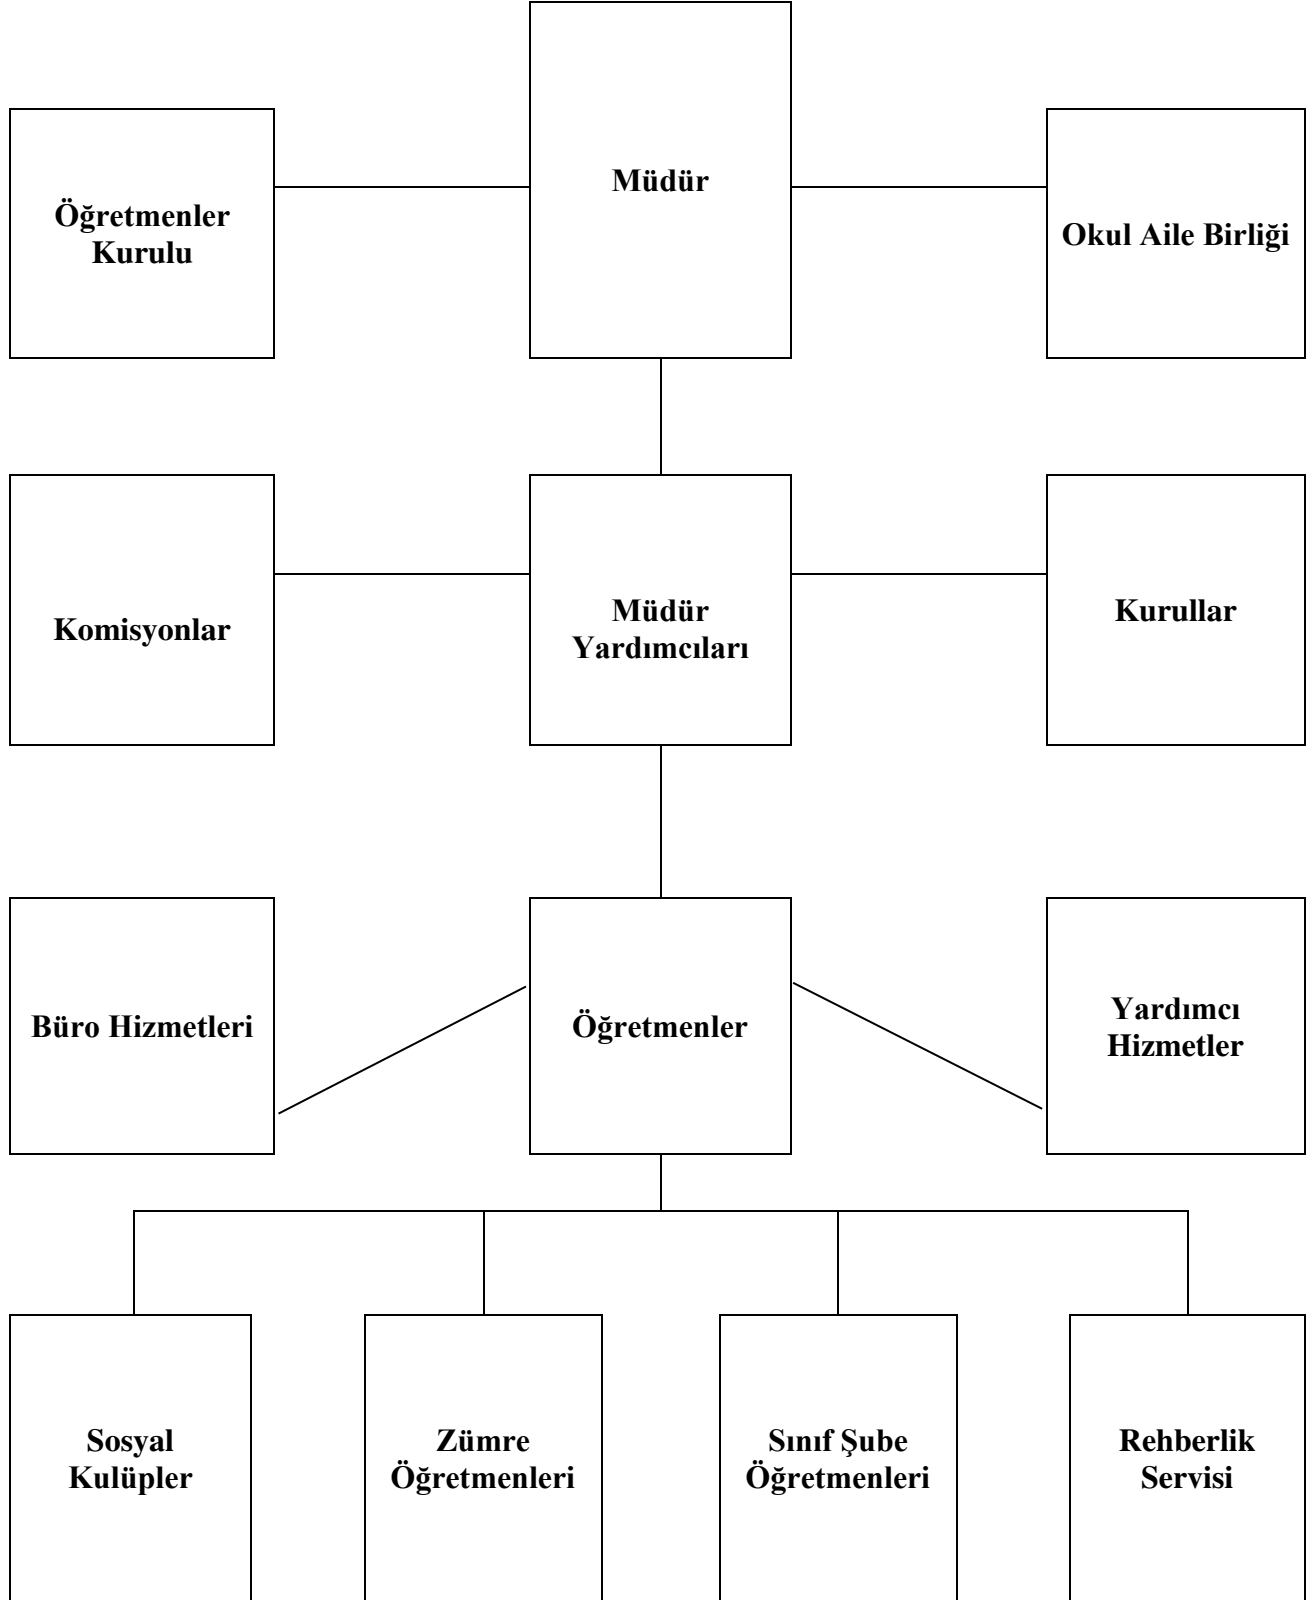 Müdür
Öğretmenler
Kurulu
Okul Aile Birliği
Komisyonlar
Müdür
Yardımcıları
Kurullar
Büro Hizmetleri
Öğretmenler
Yardımcı
Hizmetler
Sosyal
Kulüpler
Zümre
Öğretmenleri
Sınıf Şube
Öğretmenleri
Rehberlik
Servisi